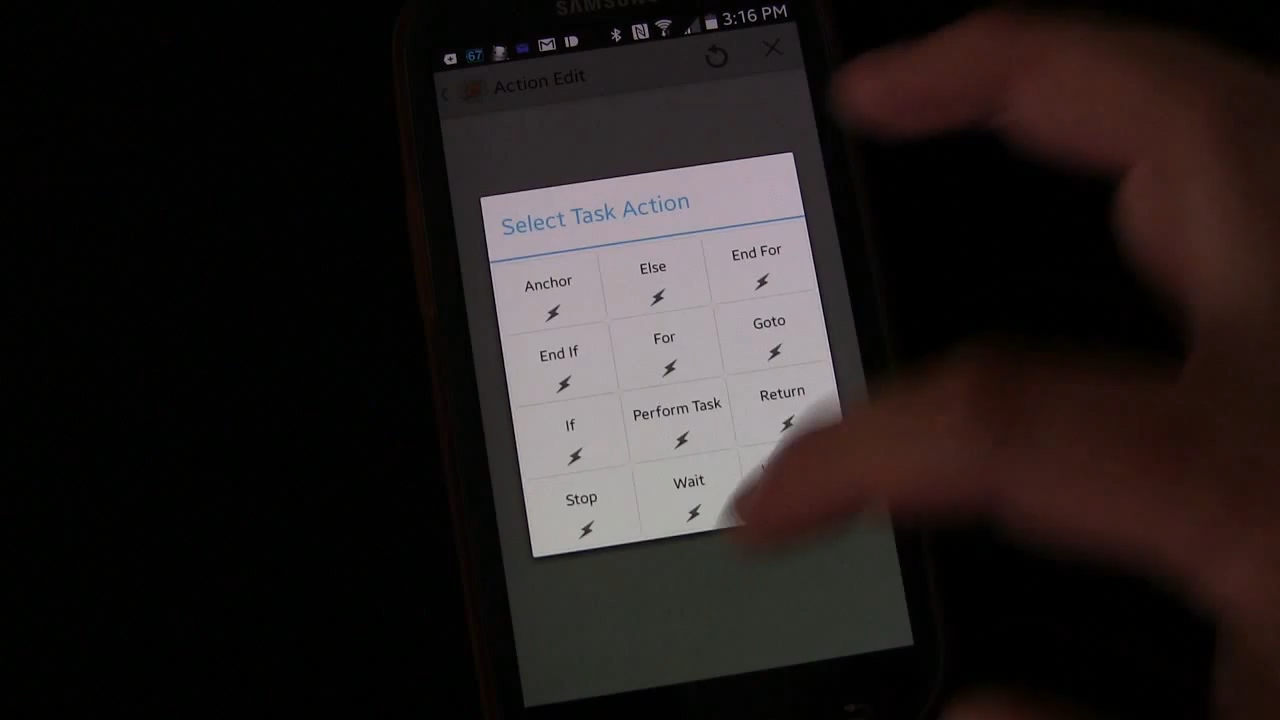 SAMSUNG
67 3:16 PM
Action Edit
Select Task Action
Anchor Else End For
End If For Goto
If Perform Task Return
Stop Wait